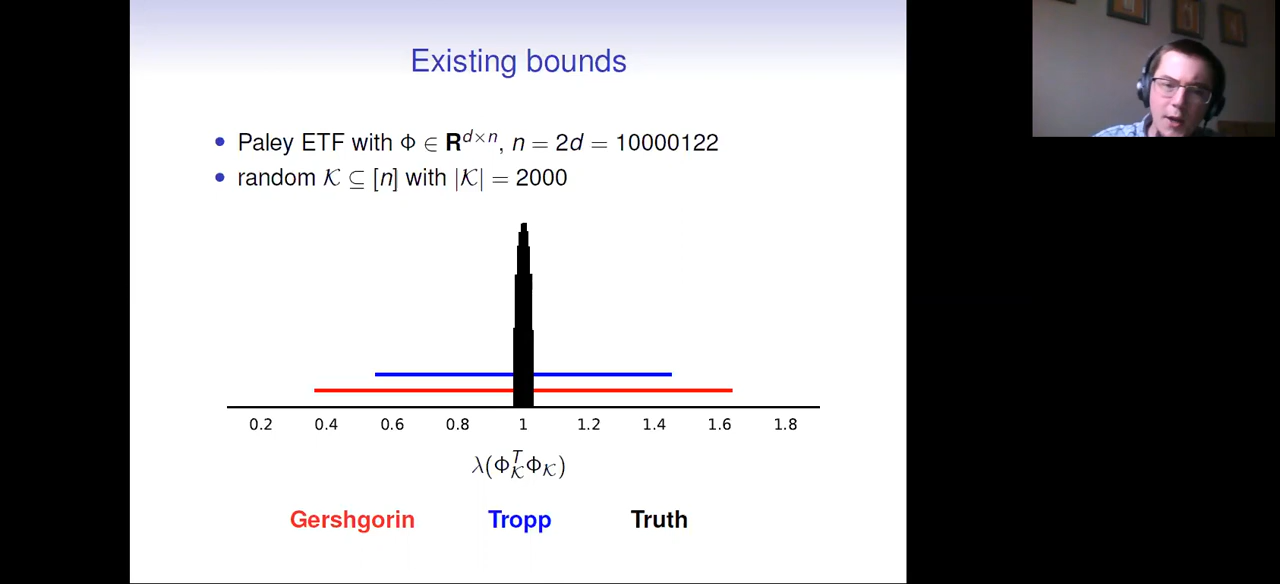 Existing bounds
• Paley ETF with Φ ∈ R^{d×n}, n = 2d = 10000122
• random 𝒦 ⊆ [n] with |𝒦| = 2000
0.2 0.4 0.6 0.8 1 1.2 1.4 1.6 1.8
λ(Φ_𝒦^T Φ_𝒦)
Gershgorin Tropp Truth